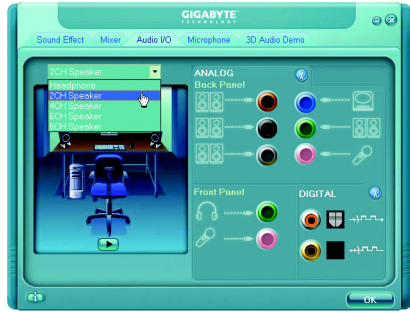 GIGABYTE
TECHNOLOGY
Sound Effect Mixer Audio I/O Microphone 3D Audio Demo
2CH Speaker
Headphone
2CH Speaker
4CH Speaker
6CH Speaker
8CH Speaker
ANALOG
Back Panel
Front Panel
DIGITAL
OK